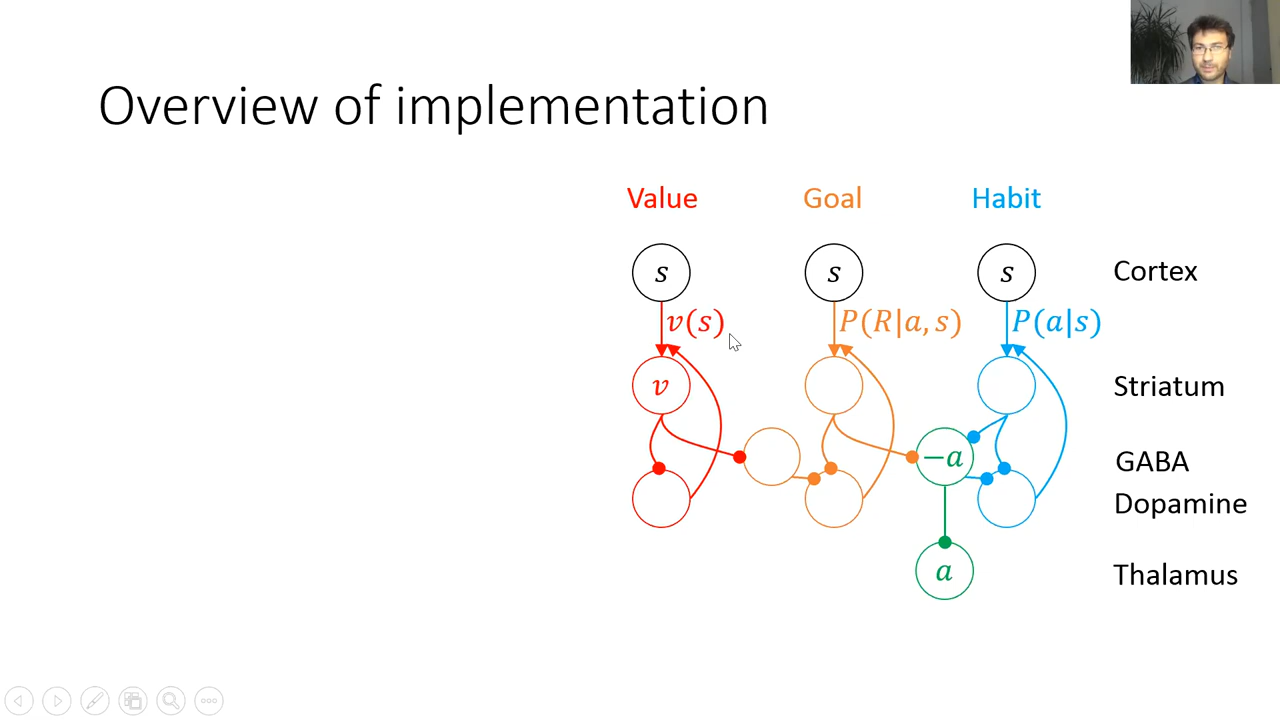 Overview of implementation
Value Goal Habit
s s s Cortex
v(s) P(R|a, s) P(a|s)
v Striatum
−a GABA
Dopamine
a Thalamus